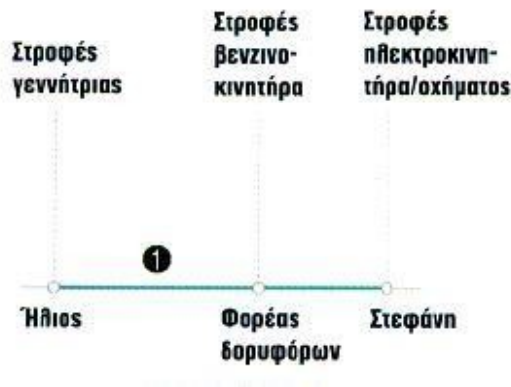 Στροφές
γεννήτριας
Στροφές
βενζινο-
κινητήρα
Στροφές
ηλεκτροκινη-
τήρα/οχήματος
1
Ήλιος
Φορέας
δορυφόρων
Στεφάνη